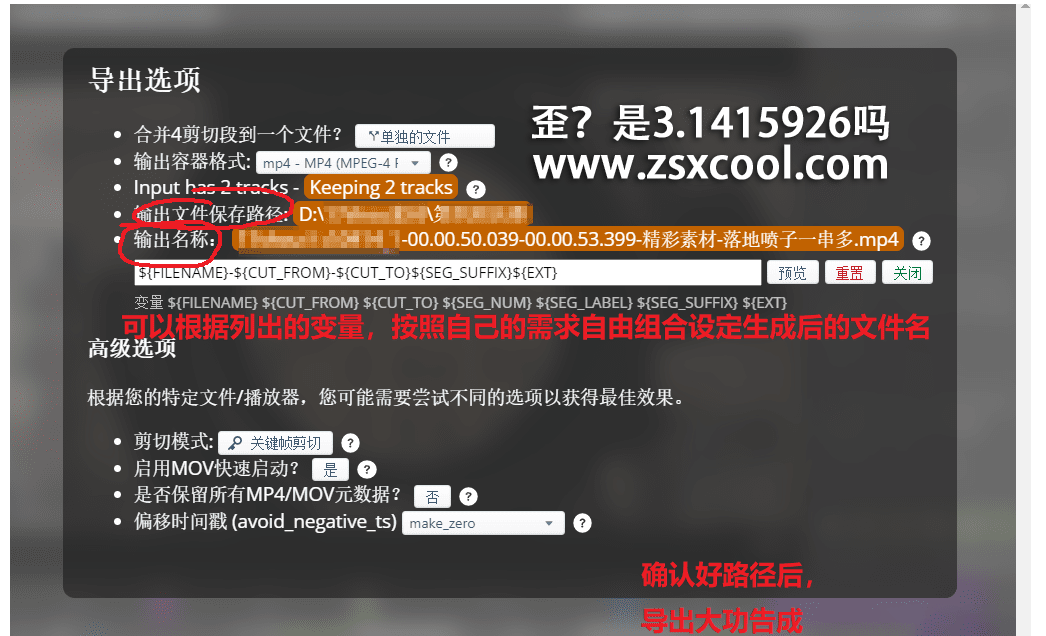 导出选项
歪？是3.1415926吗
www.zsxcool.com
合并4剪切段到一个文件？ 单独的文件
输出容器格式: mp4 - MP4 (MPEG-4 F ?
Input has 2 tracks - Keeping 2 tracks ?
输出文件保存路径: D:\ \第
输出名称: -00.00.50.039-00.00.53.399-精彩素材-落地喷子一串多.mp4 ?
${FILENAME}-${CUT_FROM}-${CUT_TO}${SEG_SUFFIX}${EXT} 预览 重置 关闭
变量 ${FILENAME} ${CUT_FROM} ${CUT_TO} ${SEG_NUM} ${SEG_LABEL} ${SEG_SUFFIX} ${EXT}
可以根据列出的变量，按照自己的需求自由组合设定生成后的文件名
高级选项
根据您的特定文件/播放器，您可能需要尝试不同的选项以获得最佳效果。
剪切模式: 关键帧剪切 ?
启用MOV快速启动？ 是 ?
是否保留所有MP4/MOV元数据？ 否 ?
偏移时间戳 (avoid_negative_ts) make_zero ?
确认好路径后，
导出大功告成